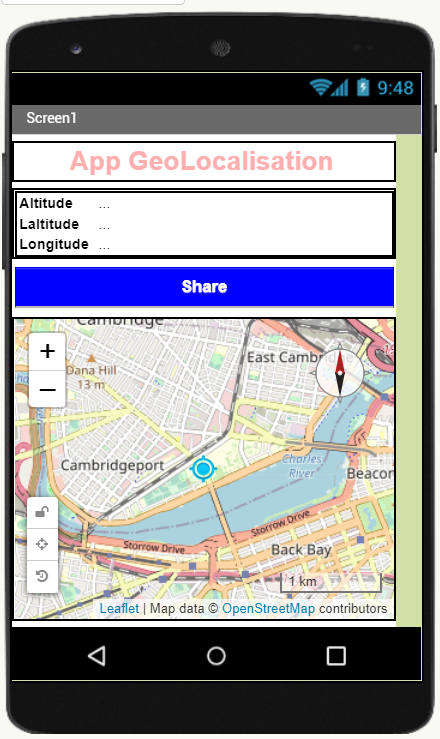 9:48
Screen1
App GeoLocalisation
Altitude ...
Laltitude ...
Longitude ...
Share
Cambridge
+
East Cambrid
Dana Hill
13 m
−
Cambridgeport
Charles
River
Beacon
Storrow Drive
Storrow Drive
Back Bay
1 km
Leaflet | Map data © OpenStreetMap contributors